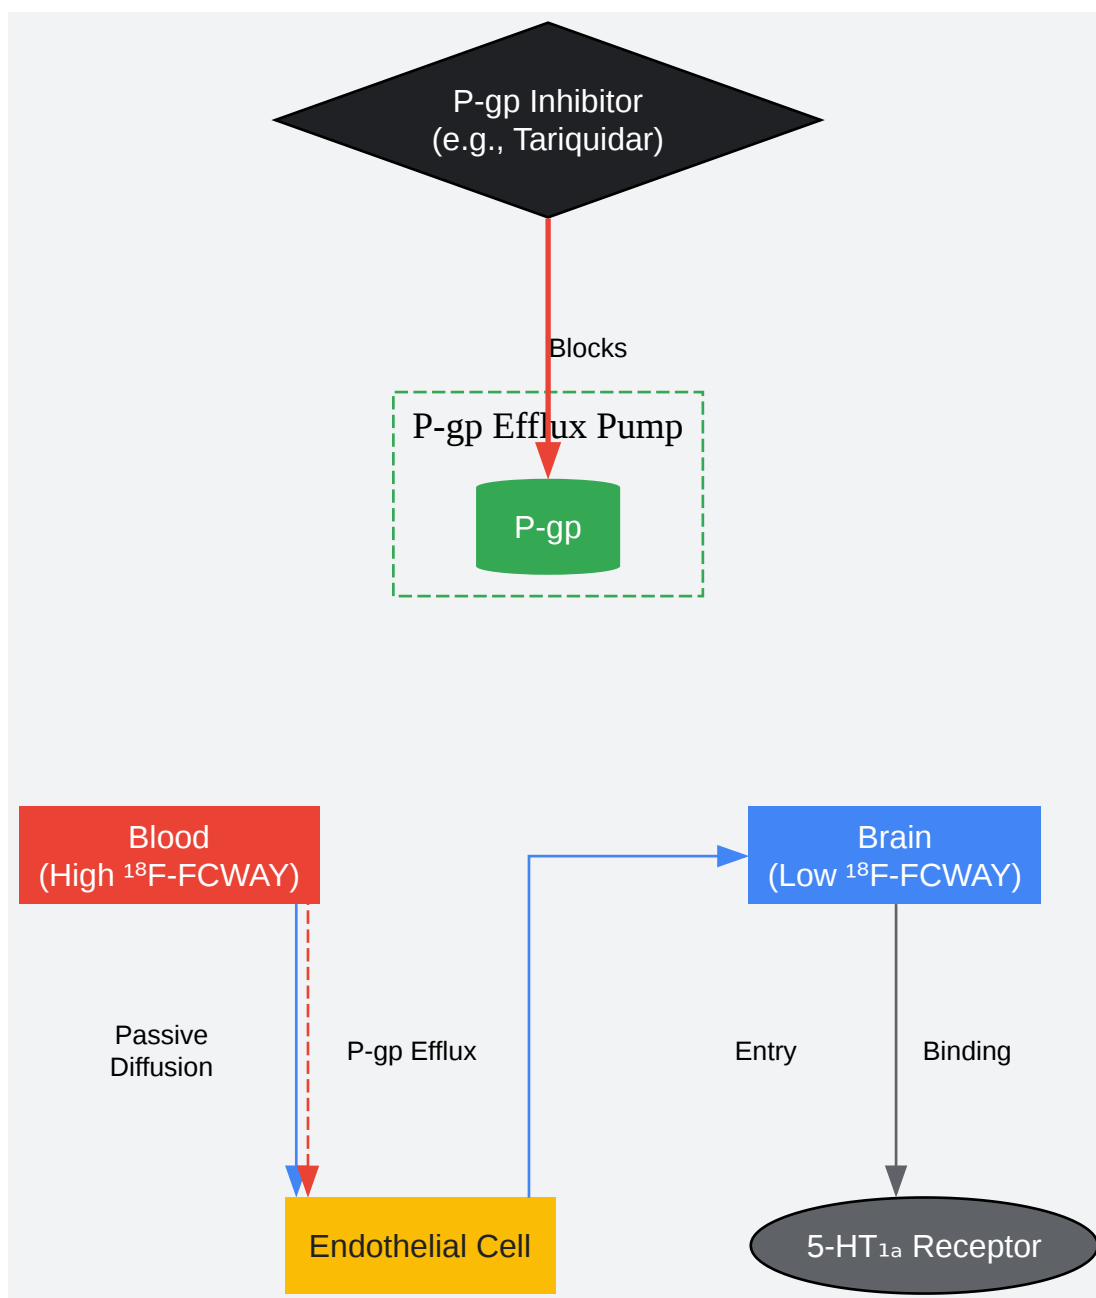 P-gp Inhibitor
(e.g., Tariquidar)
Blocks
P-gp Efflux Pump
P-gp
Blood
(High ¹⁸F-FCWAY)
Brain
(Low ¹⁸F-FCWAY)
Passive
Diffusion
P-gp Efflux
Entry
Binding
Endothelial Cell
5-HT₁ₐ Receptor